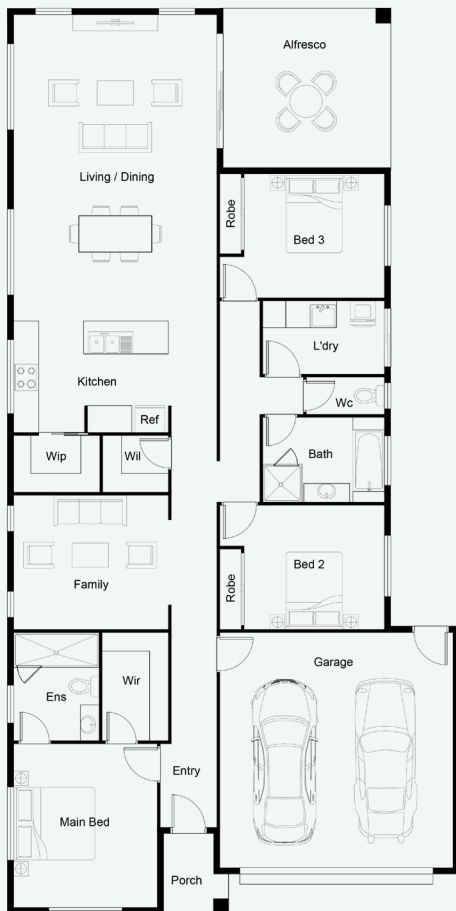 Alfresco
Living / Dining
Robe
Bed 3
L'dry
Kitchen
Wc
Ref
Wip
Wil
Bath
Bed 2
Family
Robe
Garage
Ens
Wir
Entry
Main Bed
Porch